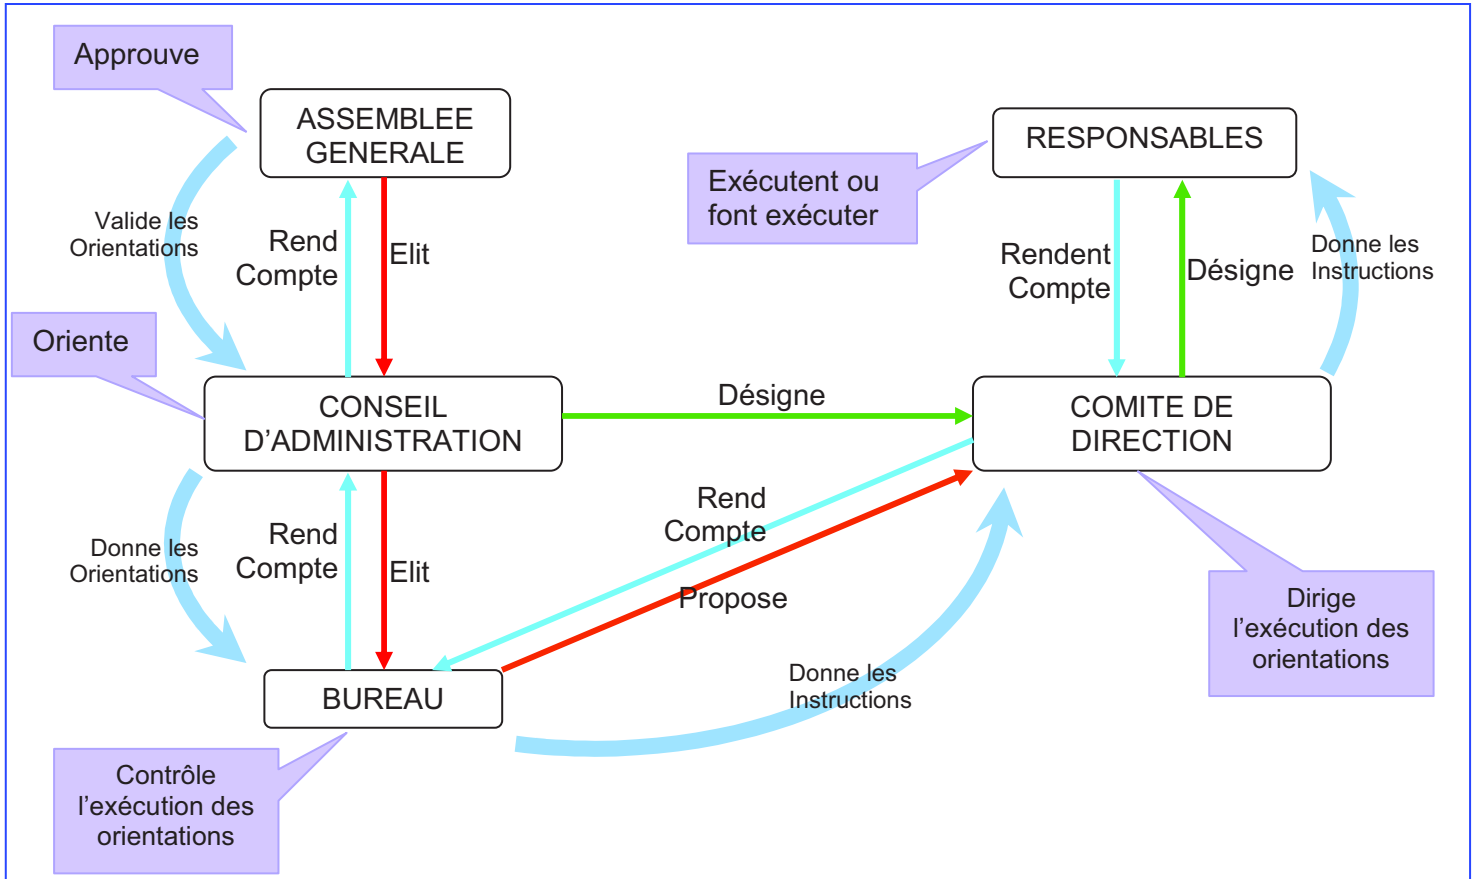 Approuve
ASSEMBLEE
GENERALE
RESPONSABLES
Exécutent ou
font exécuter
Valide les
Orientations
Rend
Compte
Elit
Rendent
Compte
Désigne
Donne les
Instructions
Oriente
CONSEIL
D’ADMINISTRATION
Désigne
COMITE DE
DIRECTION
Donne les
Orientations
Rend
Compte
Elit
Rend
Compte
Propose
Dirige
l’exécution des
orientations
BUREAU
Donne les
Instructions
Contrôle
l’exécution des
orientations